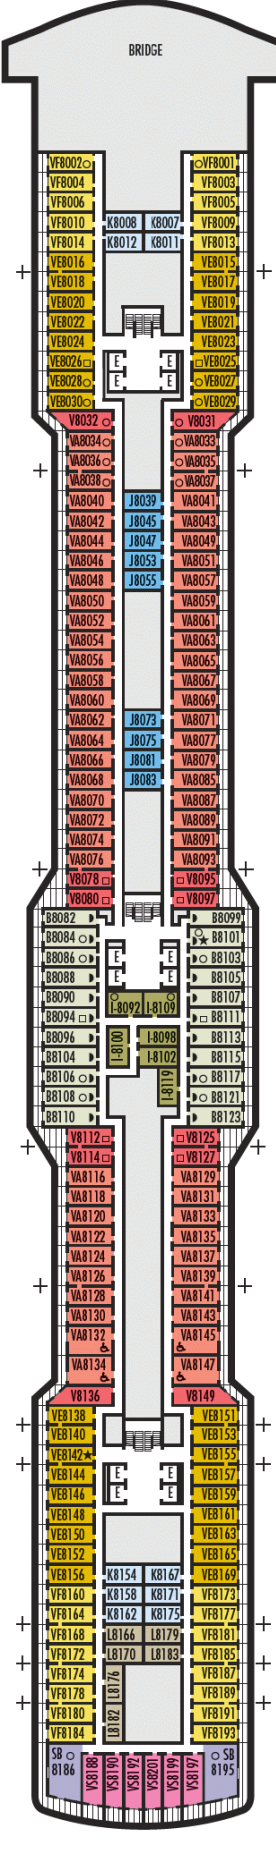 BRIDGE
VF8002 VF8001
VF8004 VF8003
VF8006 VF8005
VF8010 K8008 K8007 VF8009
VF8014 K8012 K8011 VF8013
VE8016 VE8015
VE8018 VE8017
VE8020 VE8019
VE8022 VE8021
VE8024 VE8023
VE8026 E E VE8025
VE8028 E E VE8027
VE8030 VE8029
V8032 V8031
VA8034 VA8033
VA8036 VA8035
VA8038 VA8037
VA8040 J8039 VA8041
VA8042 J8045 VA8043
VA8044 J8047 VA8049
VA8046 J8053 VA8051
VA8048 J8055 VA8057
VA8050 VA8059
VA8052 VA8061
VA8054 VA8063
VA8056 VA8065
VA8058 VA8067
VA8060 VA8069
VA8062 J8073 VA8071
VA8064 J8075 VA8077
VA8066 J8081 VA8079
VA8068 J8083 VA8085
VA8070 VA8087
VA8072 VA8089
VA8074 VA8091
VA8076 VA8093
V8078 V8095
V8080 V8097
B8082 B8099
B8084 B8101
B8086 E E B8103
B8088 E E B8105
B8090 I-8092 I-8109 B8107
B8094 B8111
B8096 I-8100 I-8098 B8113
B8104 I-8102 B8115
B8106 I-8119 B8117
B8108 B8121
B8110 B8123
V8112 V8125
V8114 V8127
VA8116 VA8129
VA8118 VA8131
VA8120 VA8133
VA8122 VA8135
VA8124 VA8137
VA8126 VA8139
VA8128 VA8141
VA8130 VA8143
VA8132 VA8145
VA8134 VA8147
V8136 V8149
VE8138 VE8151
VE8140 VE8153
VE8142 VE8155
VE8144 E E VE8157
VE8146 E E VE8159
VE8148 VE8161
VE8150 VE8163
VE8152 VE8165
VE8156 K8154 K8167 VE8169
VF8160 K8158 K8171 VF8173
VF8164 K8162 K8175 VF8177
VF8168 L8166 L8179 VF8181
VF8172 L8170 L8183 VF8185
VF8174 L8176 VF8187
VF8178 VF8189
VF8180 L8182 VF8191
VF8184 VF8193
SB 8186 VS8188 VS8190 VS8192 VS8201 VS8199 VS8197 SB 8195